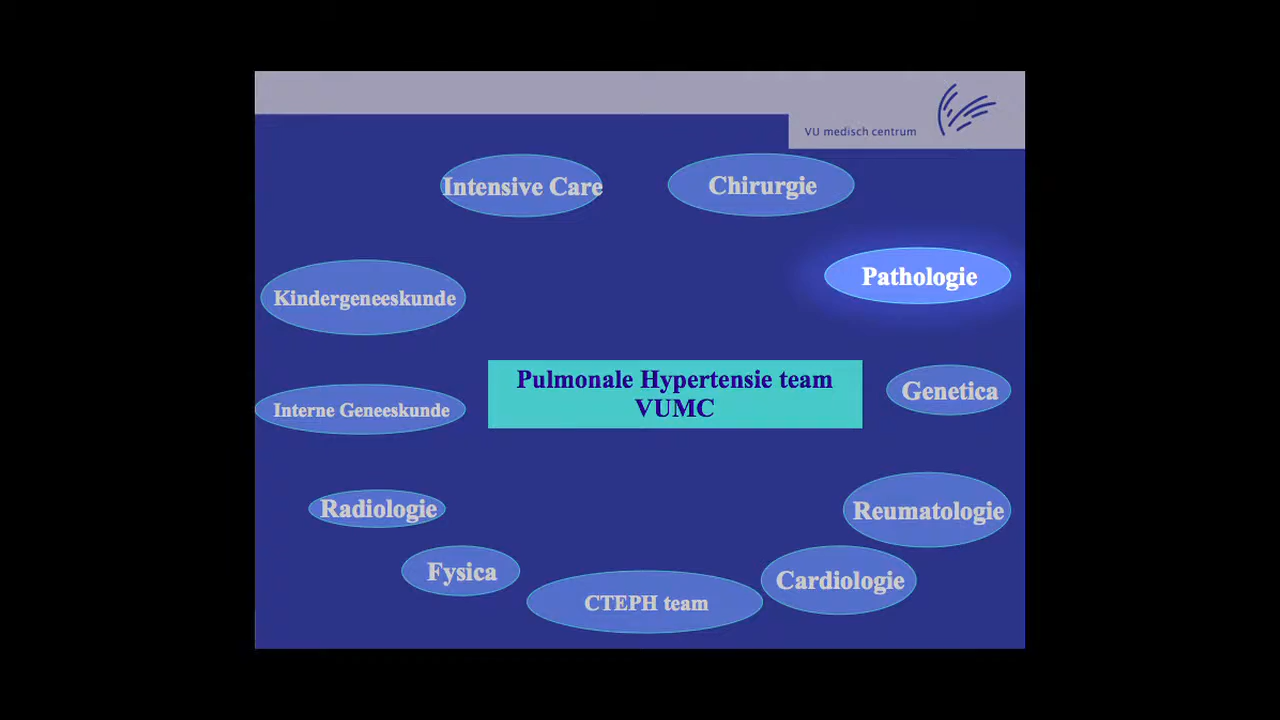 VU medisch centrum
Intensive Care
Chirurgie
Pathologie
Kindergeneeskunde
Pulmonale Hypertensie team
VUMC
Genetica
Interne Geneeskunde
Radiologie
Reumatologie
Fysica
Cardiologie
CTEPH team